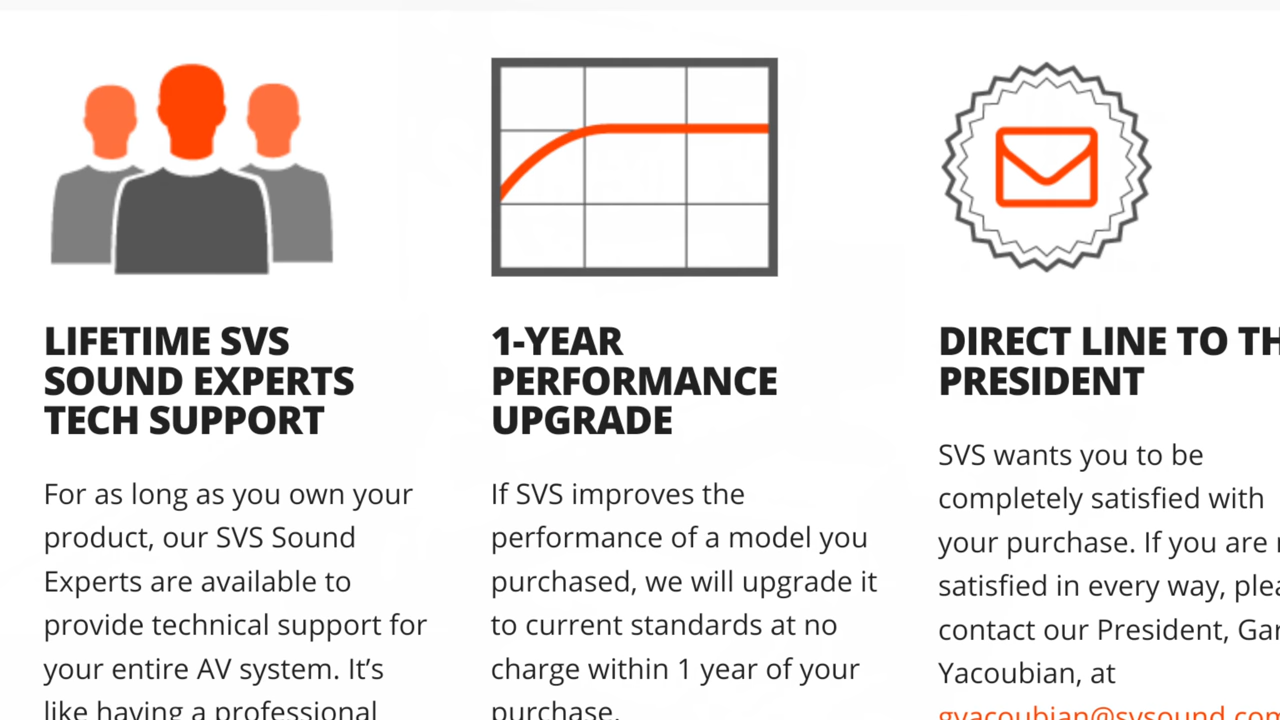 LIFETIME SVS
SOUND EXPERTS
TECH SUPPORT
For as long as you own your
product, our SVS Sound
Experts are available to
provide technical support for
your entire AV system. It’s
like having a professional
1-YEAR
PERFORMANCE
UPGRADE
If SVS improves the
performance of a model you
purchased, we will upgrade it
to current standards at no
charge within 1 year of your
purchase.
DIRECT LINE TO
PRESIDENT
SVS wants you to be
completely satisfied with
your purchase. If you are
satisfied in every way,
contact our President,
Yacoubian, at